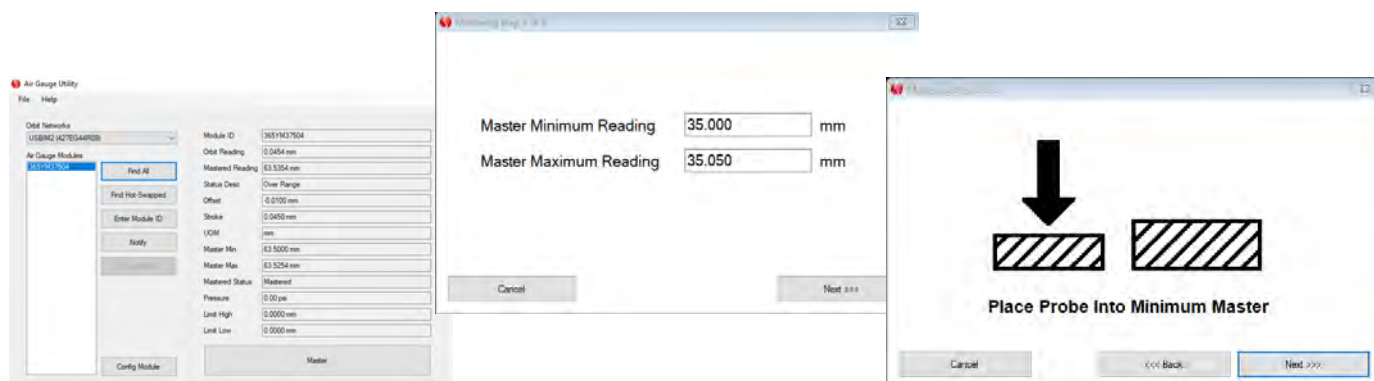 Air Gauge Utility
File Help
Orbit Networks
USBIM2 (427EG44R09)
Air Gauge Modules
365YM37504
Find All
Find Hot-Swapped
Enter Module ID
Notify
Config Module
Module ID 365YM37504
Orbit Reading 0.0454 mm
Mastered Reading 63.5354 mm
Status Desc Over Range
Offset -0.0100 mm
Stroke 0.0450 mm
UOM mm
Master Min 63.5000 mm
Master Max 63.5254 mm
Mastered Status Mastered
Pressure 0.00 psi
Limit High 0.0000 mm
Limit Low 0.0000 mm
Master
Master Minimum Reading 35.000 mm
Master Maximum Reading 35.050 mm
Cancel Next >>>
Place Probe Into Minimum Master
Cancel <<< Back Next >>>